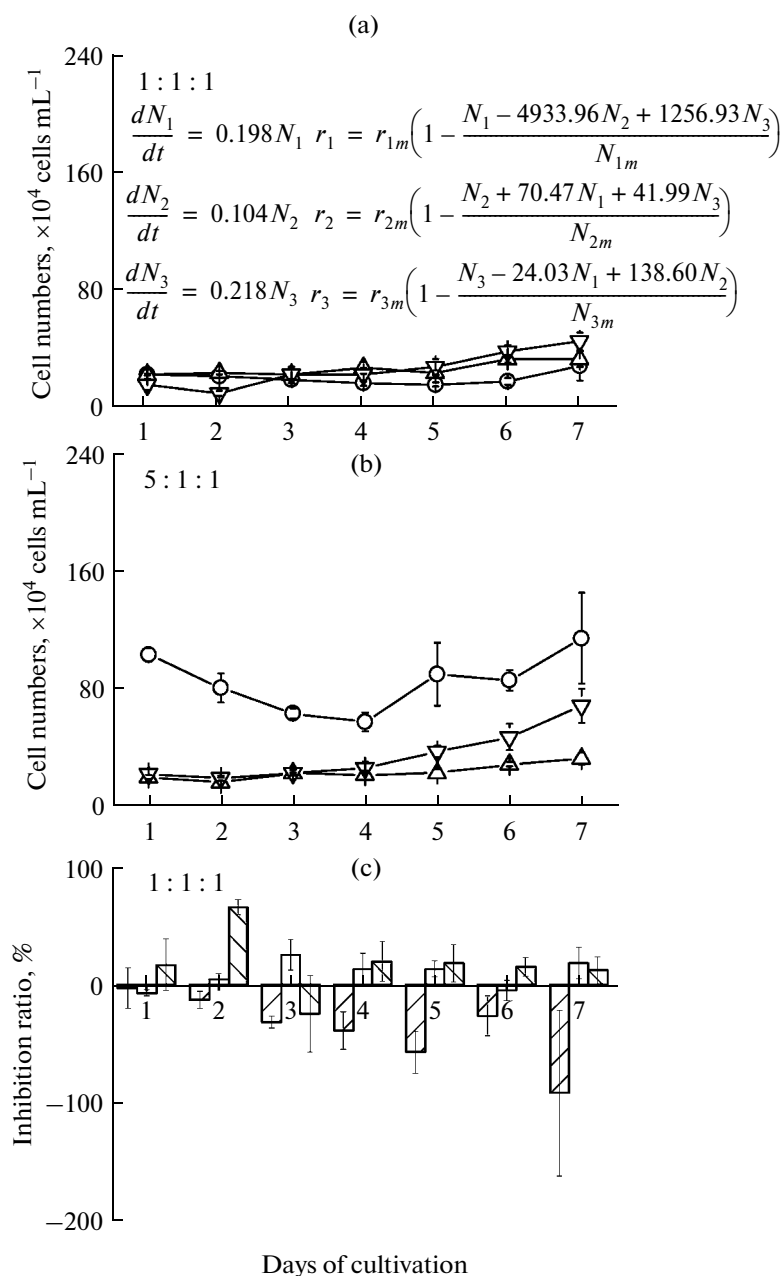 (a)
240
160
80
0
Cell numbers, ×10⁴ cells mL⁻¹
1 : 1 : 1
dN₁/dt = 0.198N₁ r₁ = r₁ₘ(1 − (N₁ − 4933.96N₂ + 1256.93N₃)/N₁ₘ)
dN₂/dt = 0.104N₂ r₂ = r₂ₘ(1 − (N₂ + 70.47N₁ + 41.99N₃)/N₂ₘ)
dN₃/dt = 0.218N₃ r₃ = r₃ₘ(1 − (N₃ − 24.03N₁ + 138.60N₂)/N₃ₘ)
1 2 3 4 5 6 7
(b)
240
160
80
0
Cell numbers, ×10⁴ cells mL⁻¹
5 : 1 : 1
1 2 3 4 5 6 7
(c)
100
0
−100
−200
Inhibition ratio, %
1 : 1 : 1
1 2 3 4 5 6 7
Days of cultivation